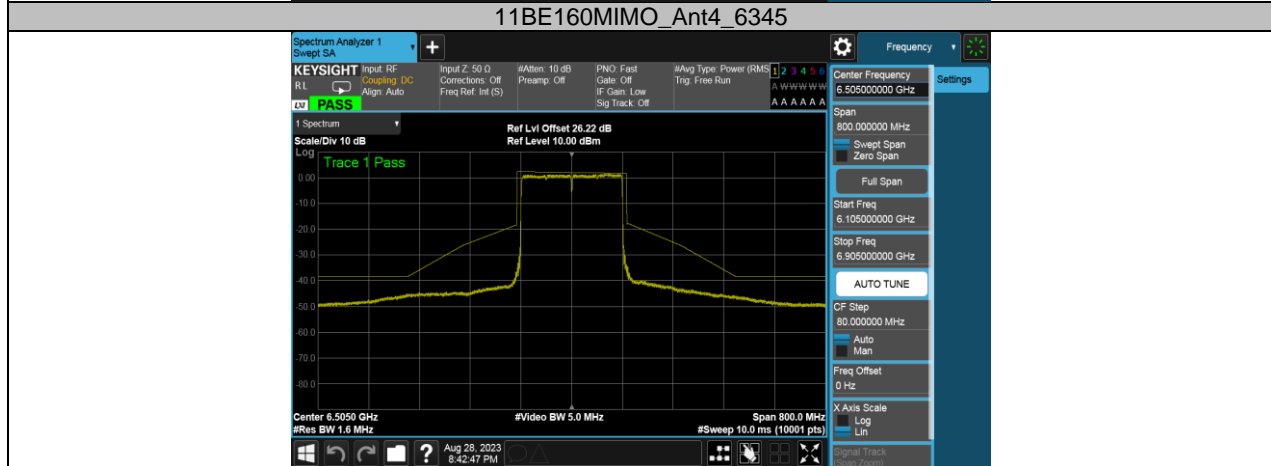 11BE160MIMO_Ant4_6345
Spectrum Analyzer 1
Swept SA
+
Frequency
KEYSIGHT Input: RF Input Z: 50 Ω #Atten: 10 dB PNO: Fast #Avg Type: Power (RMS 1 2 3 4 5 6
RL Coupling: DC Corrections: Off Preamp: Off Gate: Off Trig: Free Run A W W W W W
Align: Auto Freq Ref: Int (S) IF Gain: Low
LXI PASS Sig Track: Off A A A A A A
Settings
1 Spectrum
Scale/Div 10 dB
Ref Lvl Offset 26.22 dB
Ref Level 10.00 dBm
Log
Trace 1 Pass
0.00
-10.0
-20.0
-30.0
-40.0
-50.0
-60.0
-70.0
-80.0
Center 6.5050 GHz #Video BW 5.0 MHz Span 800.0 MHz
#Res BW 1.6 MHz #Sweep 10.0 ms (10001 pts)
? Aug 28, 2023
8:42:47 PM
Center Frequency
6.505000000 GHz
Span
800.000000 MHz
Swept Span
Zero Span
Full Span
Start Freq
6.105000000 GHz
Stop Freq
6.905000000 GHz
AUTO TUNE
CF Step
80.000000 MHz
Auto
Man
Freq Offset
0 Hz
X Axis Scale
Log
Lin
Signal Track
(Span Zoom)